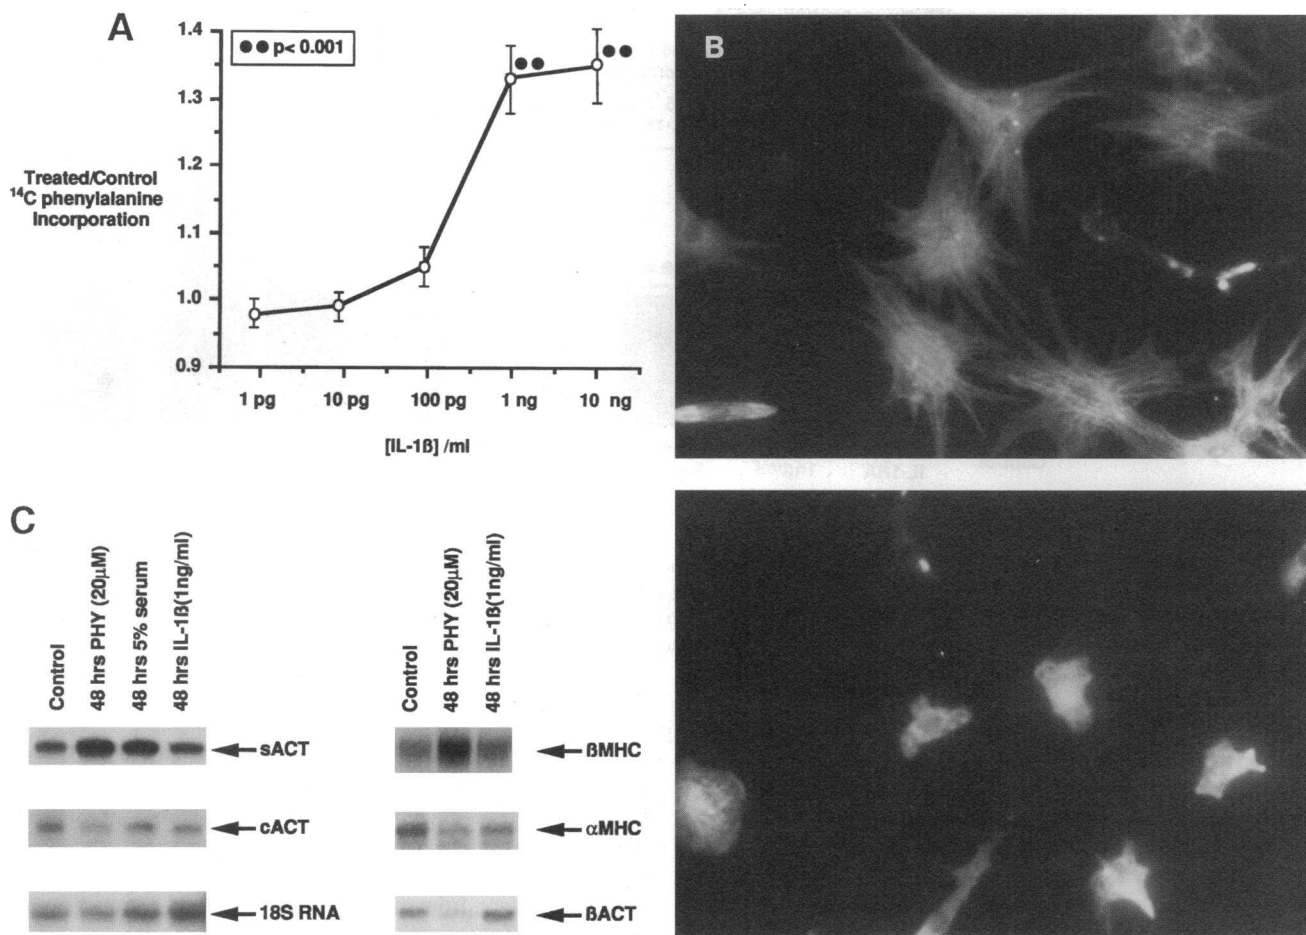 A
●● p< 0.001
1.4
1.3
1.2
1.1
1.0
0.9
Treated/Control
¹⁴C phenylalanine
Incorporation
●●
●●
1 pg 10 pg 100 pg 1 ng 10 ng
[IL-1ß] /ml
B
C
Control
48 hrs PHY (20µM)
48 hrs 5% serum
48 hrs IL-1ß(1ng/ml)
sACT
cACT
18S RNA
Control
48 hrs PHY (20µM)
48 hrs IL-1ß(1ng/ml)
ßMHC
αMHC
ßACT